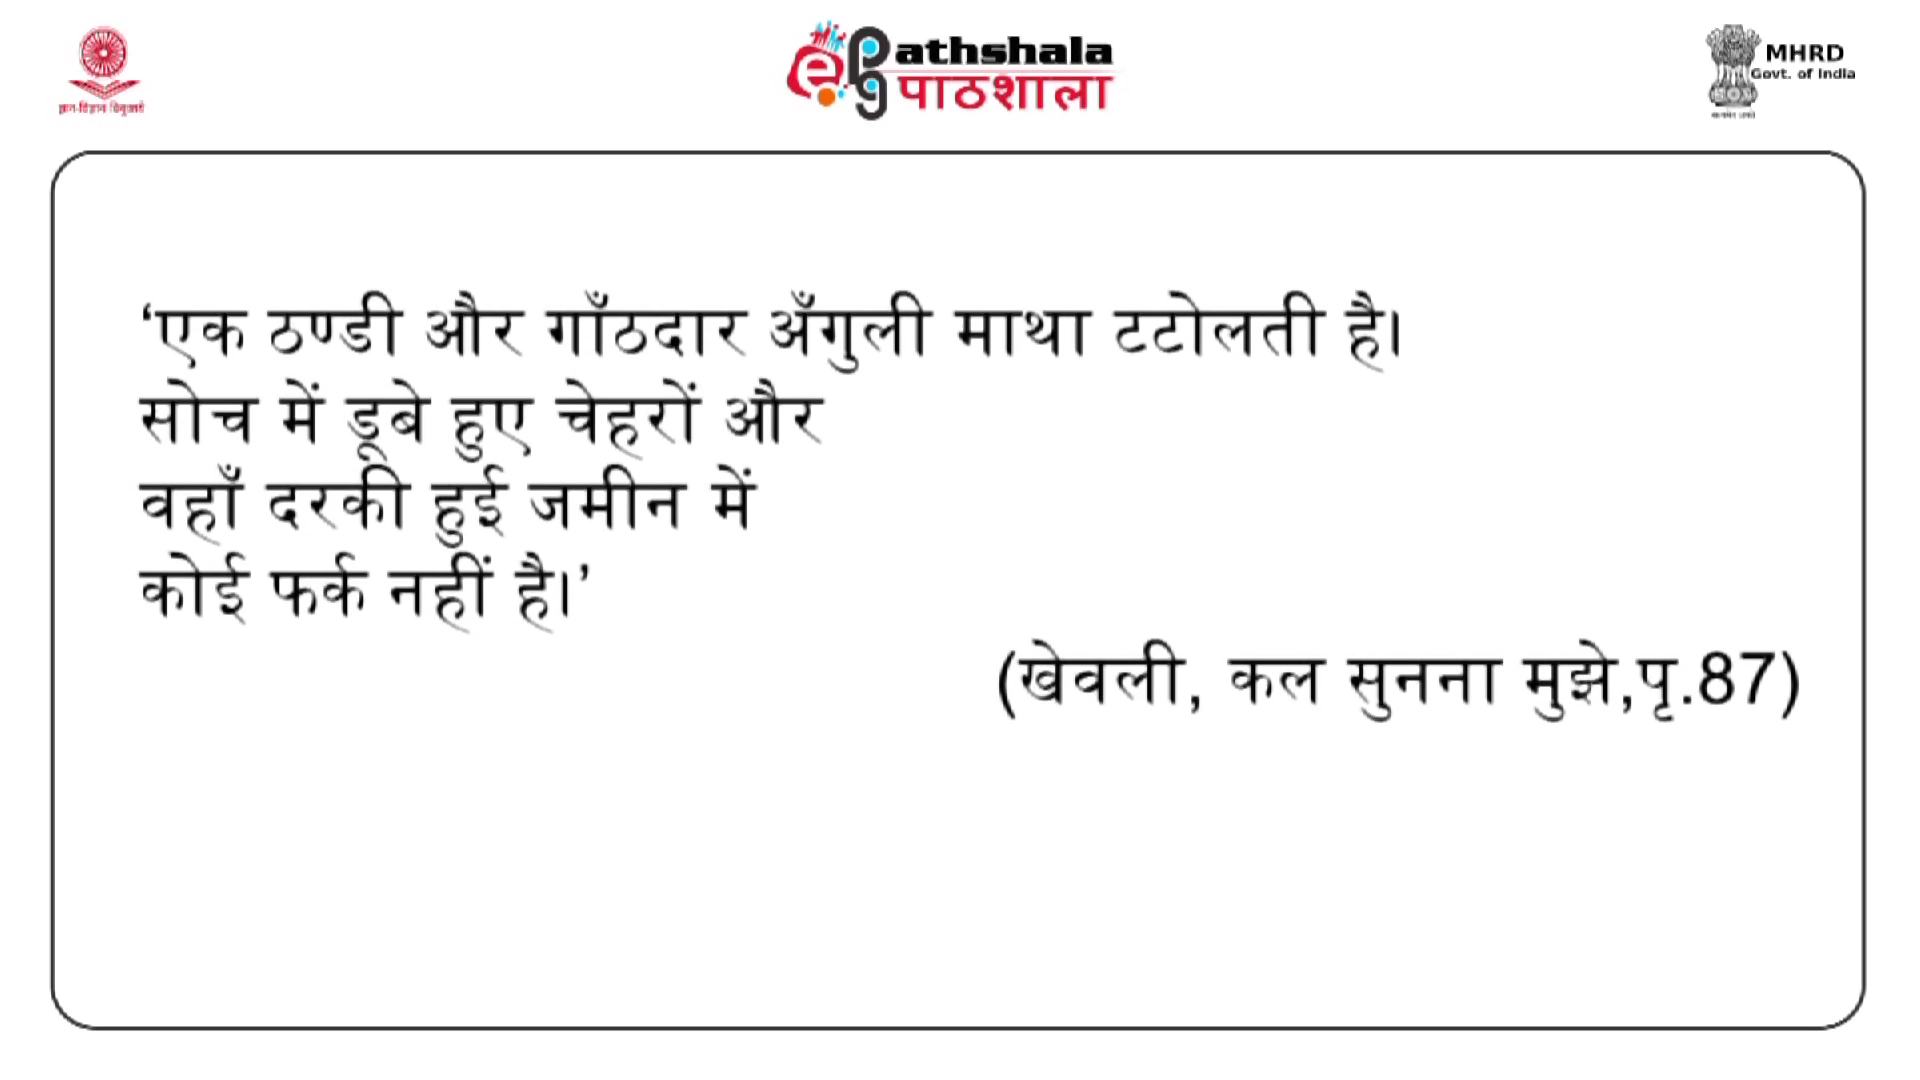 athshala
पाठशाला
MHRD
Govt. of India
‘एक ठण्डी और गाँठदार अँगुली माथा टटोलती है।
सोच में डूबे हुए चेहरों और
वहाँ दरकी हुई जमीन में
कोई फर्क नहीं है।’
(खेवली, कल सुनना मुझे,पृ.87)